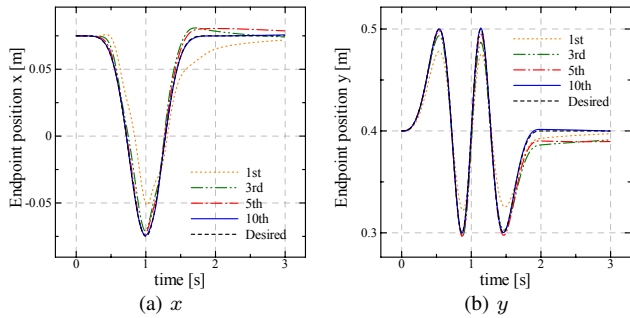 Endpoint position x [m]
0.05
0
-0.05
0
1
2
3
time [s]
1st
3rd
5th
10th
Desired
(a) x
Endpoint position y [m]
0.5
0.4
0.3
0
1
2
3
time [s]
1st
3rd
5th
10th
Desired
(b) y